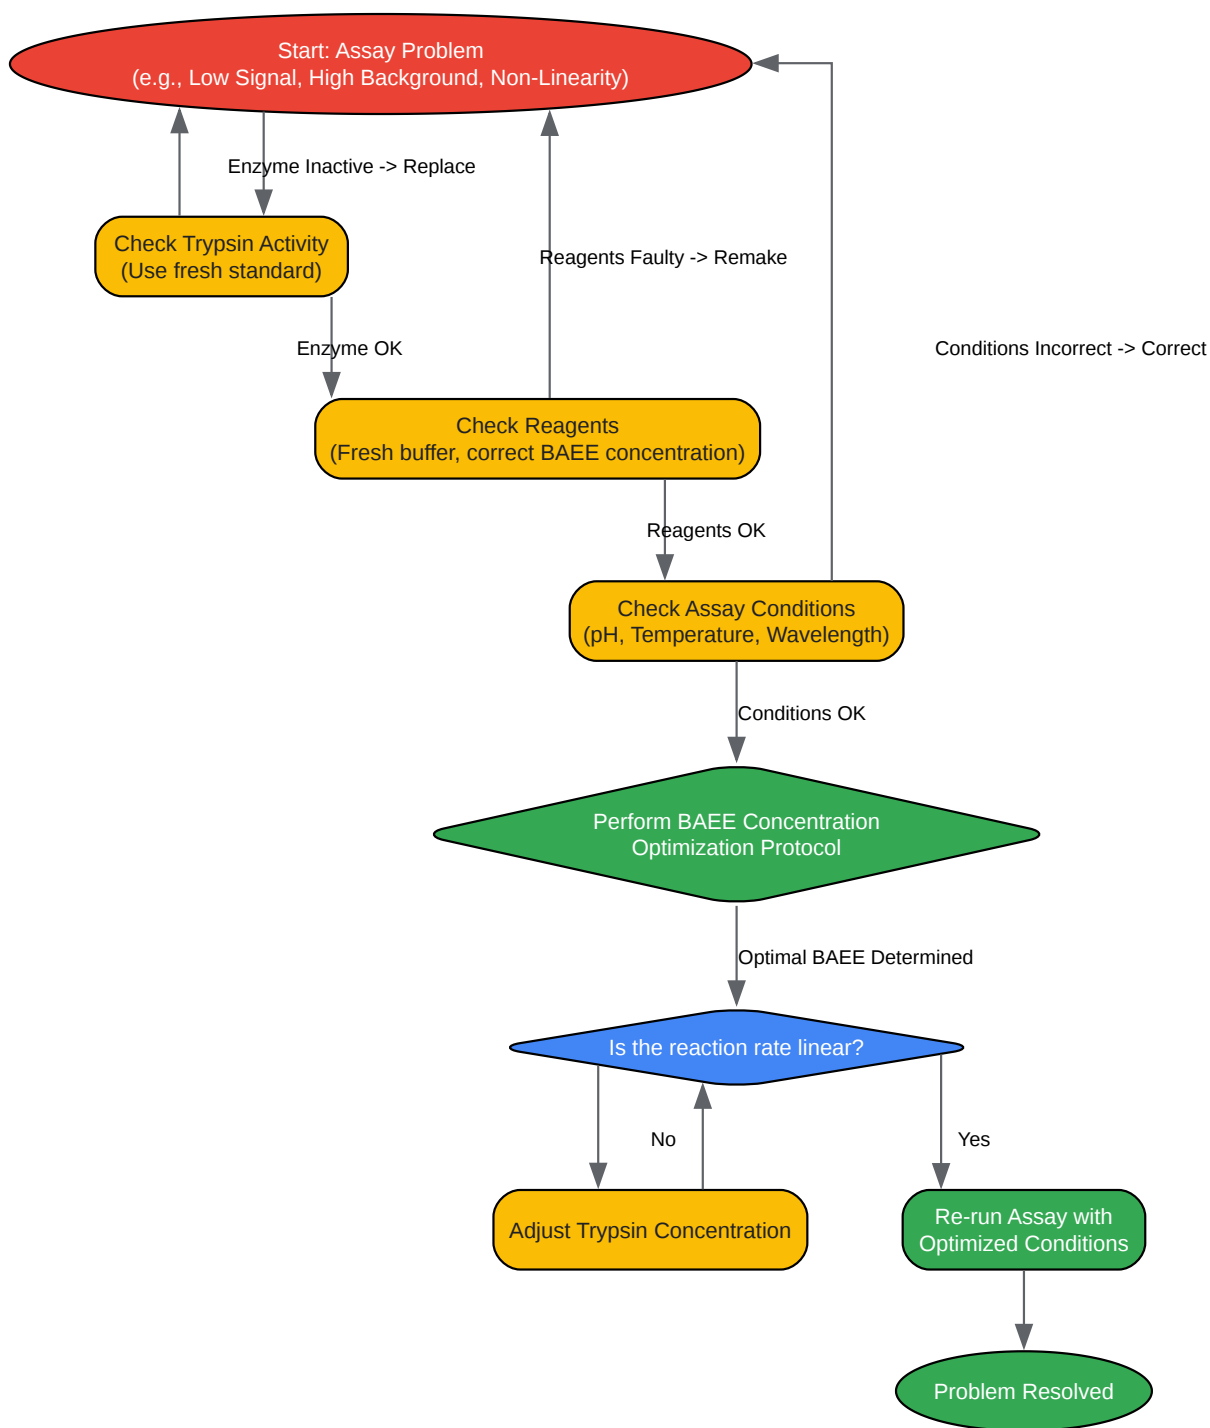 Start: Assay Problem
(e.g., Low Signal, High Background, Non-Linearity)
Enzyme Inactive -> Replace
Check Trypsin Activity
(Use fresh standard)
Reagents Faulty -> Remake
Enzyme OK
Conditions Incorrect -> Correct
Check Reagents
(Fresh buffer, correct BAEE concentration)
Reagents OK
Check Assay Conditions
(pH, Temperature, Wavelength)
Conditions OK
Perform BAEE Concentration
Optimization Protocol
Optimal BAEE Determined
Is the reaction rate linear?
No
Yes
Adjust Trypsin Concentration
Re-run Assay with
Optimized Conditions
Problem Resolved